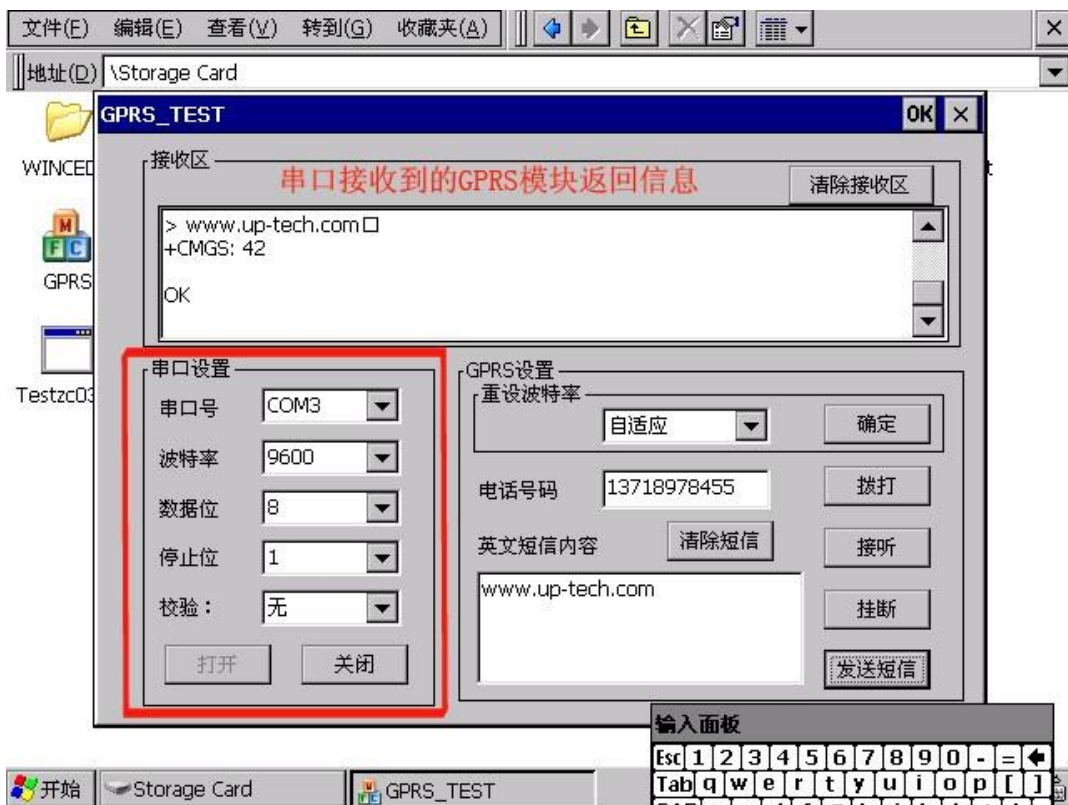 文件(F) 编辑(E) 查看(V) 转到(G) 收藏夹(A)
地址(D) \Storage Card
GPRS_TEST OK
WINCED
接收区
串口接收到的GPRS模块返回信息
清除接收区
> www.up-tech.com
+CMGS: 42
OK
GPRS
Testzc03
串口设置
串口号 COM3
波特率 9600
数据位 8
停止位 1
校验： 无
打开 关闭
GPRS设置
重设波特率
自适应 确定
电话号码 13718978455 拨打
英文短信内容 清除短信 接听
www.up-tech.com
挂断
发送短信
输入面板
Esc 1 2 3 4 5 6 7 8 9 0 - =
Tab q w e r t y u i o p [ ]
开始 Storage Card GPRS_TEST